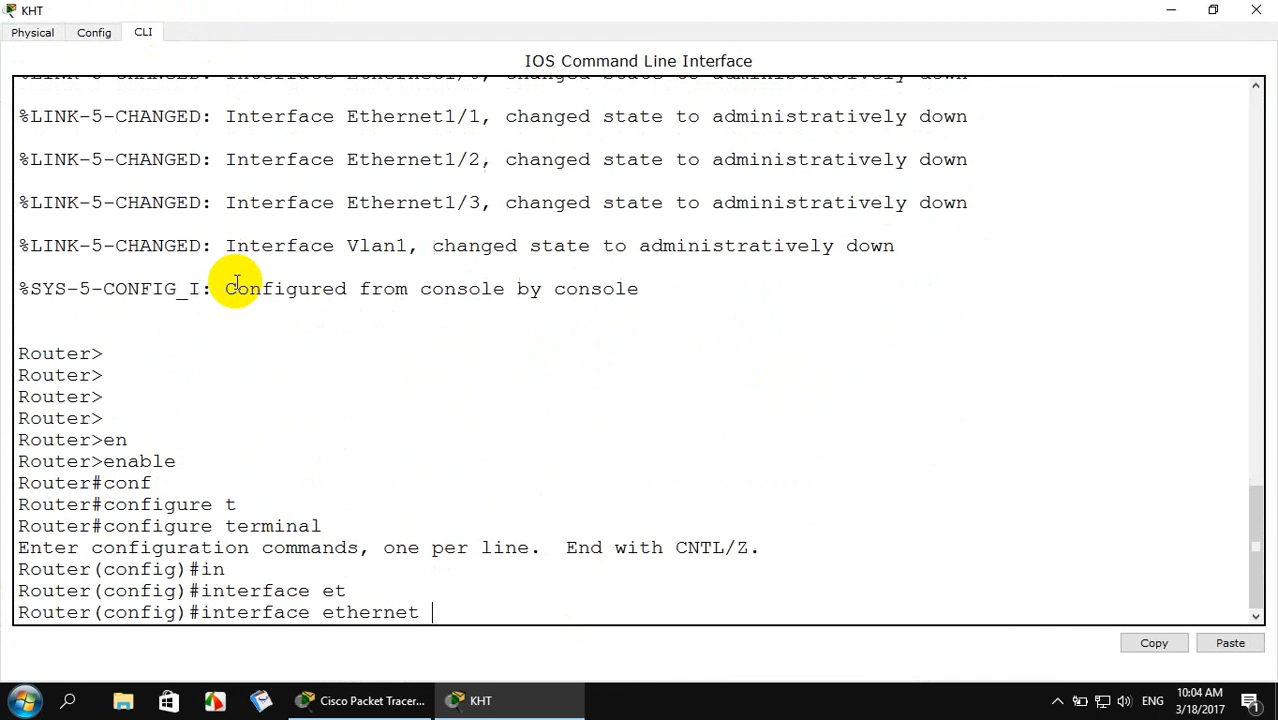 KHT
Physical
Config
CLI
IOS Command Line Interface
%LINK-5-CHANGED: Interface Ethernet1/0, changed state to administratively down
%LINK-5-CHANGED: Interface Ethernet1/1, changed state to administratively down
%LINK-5-CHANGED: Interface Ethernet1/2, changed state to administratively down
%LINK-5-CHANGED: Interface Ethernet1/3, changed state to administratively down
%LINK-5-CHANGED: Interface Vlan1, changed state to administratively down
%SYS-5-CONFIG_I: Configured from console by console
Router>
Router>
Router>
Router>
Router>en
Router>enable
Router#conf
Router#configure t
Router#configure terminal
Enter configuration commands, one per line.  End with CNTL/Z.
Router(config)#in
Router(config)#interface et
Router(config)#interface ethernet
Copy
Paste
Cisco Packet Tracer...
KHT
ENG
10:04 AM
3/18/2017
1